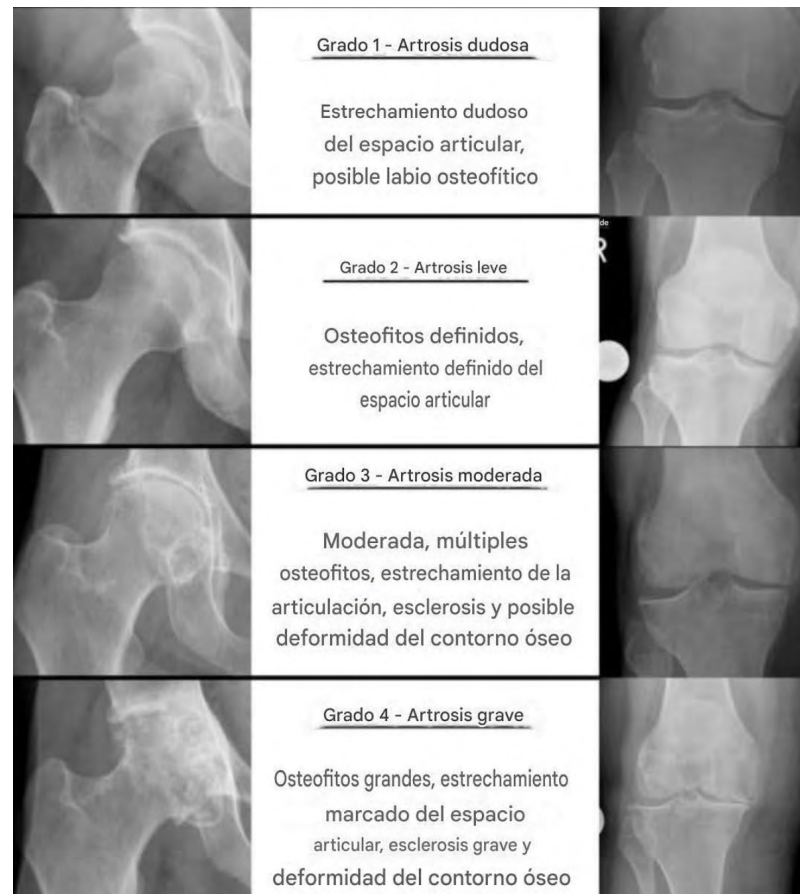 Grado 1 - Artrosis dudosa
Estrechamiento dudoso
del espacio articular,
posible labio osteofítico
Grado 2 - Artrosis leve
Osteofitos definidos,
estrechamiento definido del
espacio articular
de
R
Grado 3 - Artrosis moderada
Moderada, múltiples
osteofitos, estrechamiento de la
articulación, esclerosis y posible
deformidad del contorno óseo
Grado 4 - Artrosis grave
Osteofitos grandes, estrechamiento
marcado del espacio
articular, esclerosis grave y
deformidad del contorno óseo